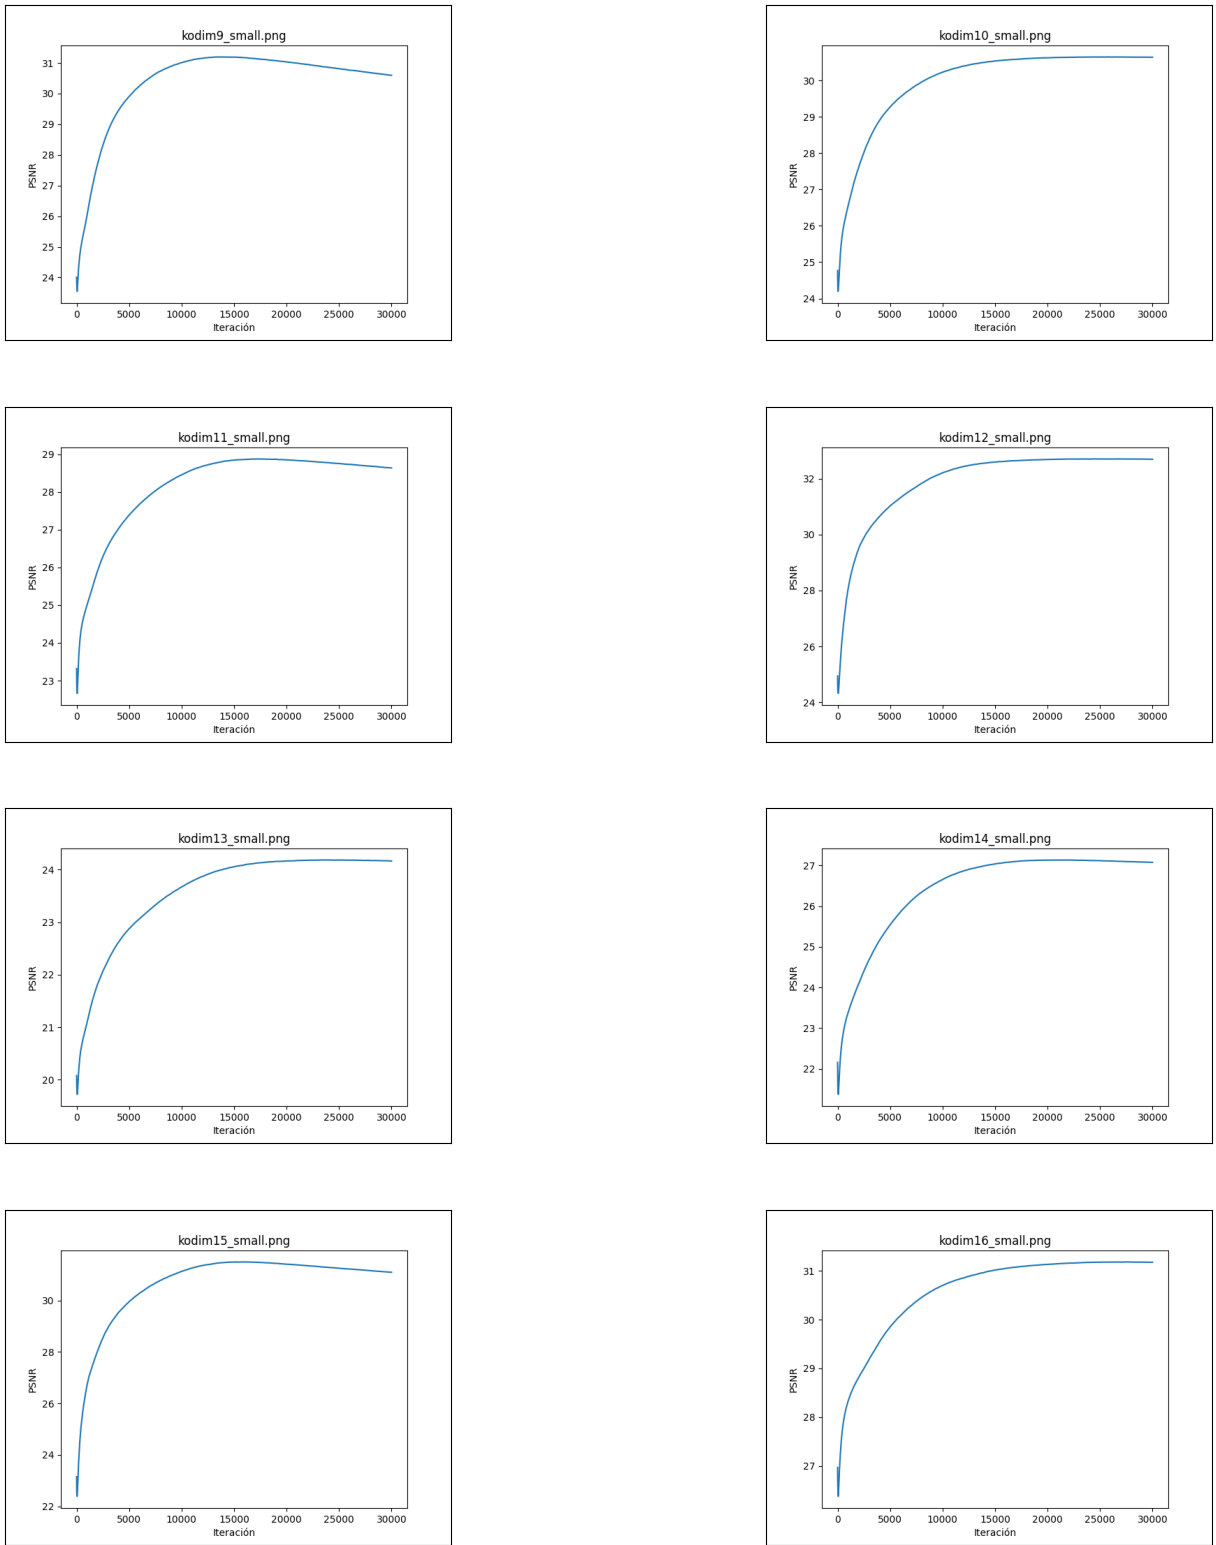 kodim9_small.png
31
30
29
28
27
26
25
24
PSNR
0 5000 10000 15000 20000 25000 30000
Iteración
kodim10_small.png
30
29
28
27
26
25
24
PSNR
0 5000 10000 15000 20000 25000 30000
Iteración
kodim11_small.png
29
28
27
26
25
24
23
PSNR
0 5000 10000 15000 20000 25000 30000
Iteración
kodim12_small.png
32
30
28
26
24
PSNR
0 5000 10000 15000 20000 25000 30000
Iteración
kodim13_small.png
24
23
22
21
20
PSNR
0 5000 10000 15000 20000 25000 30000
Iteración
kodim14_small.png
27
26
25
24
23
22
PSNR
0 5000 10000 15000 20000 25000 30000
Iteración
kodim15_small.png
30
28
26
24
22
PSNR
0 5000 10000 15000 20000 25000 30000
Iteración
kodim16_small.png
31
30
29
28
27
PSNR
0 5000 10000 15000 20000 25000 30000
Iteración